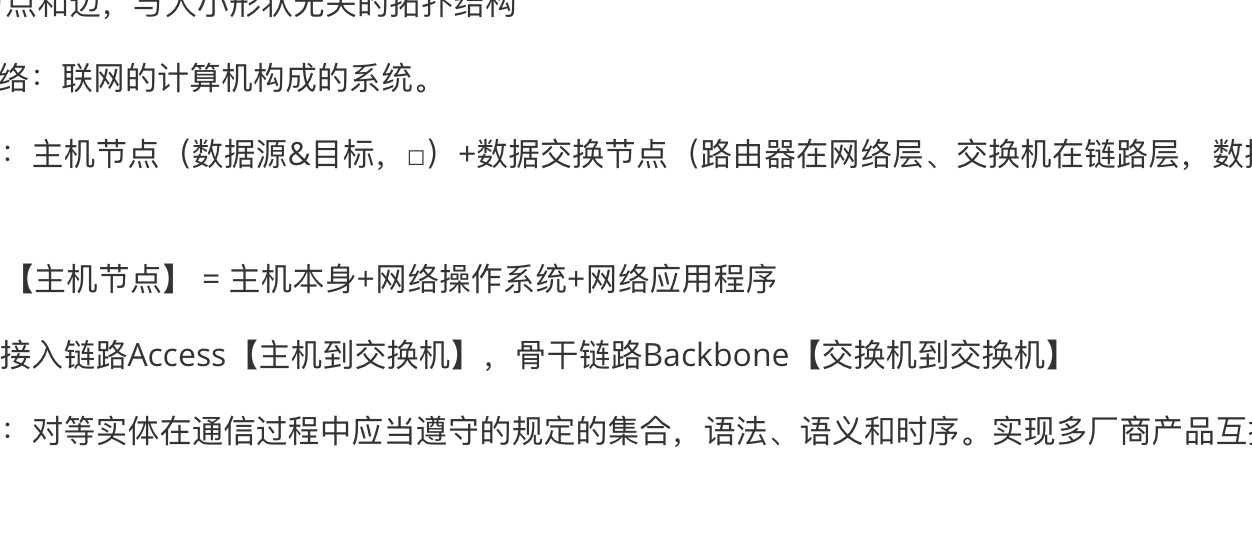 点和边，与大小形状无关的拓扑结构
络：联网的计算机构成的系统。
：主机节点（数据源&目标，□）+数据交换节点（路由器在网络层、交换机在链路层，数据
【主机节点】 = 主机本身+网络操作系统+网络应用程序
接入链路Access【主机到交换机】，骨干链路Backbone【交换机到交换机】
：对等实体在通信过程中应当遵守的规定的集合，语法、语义和时序。实现多厂商产品互